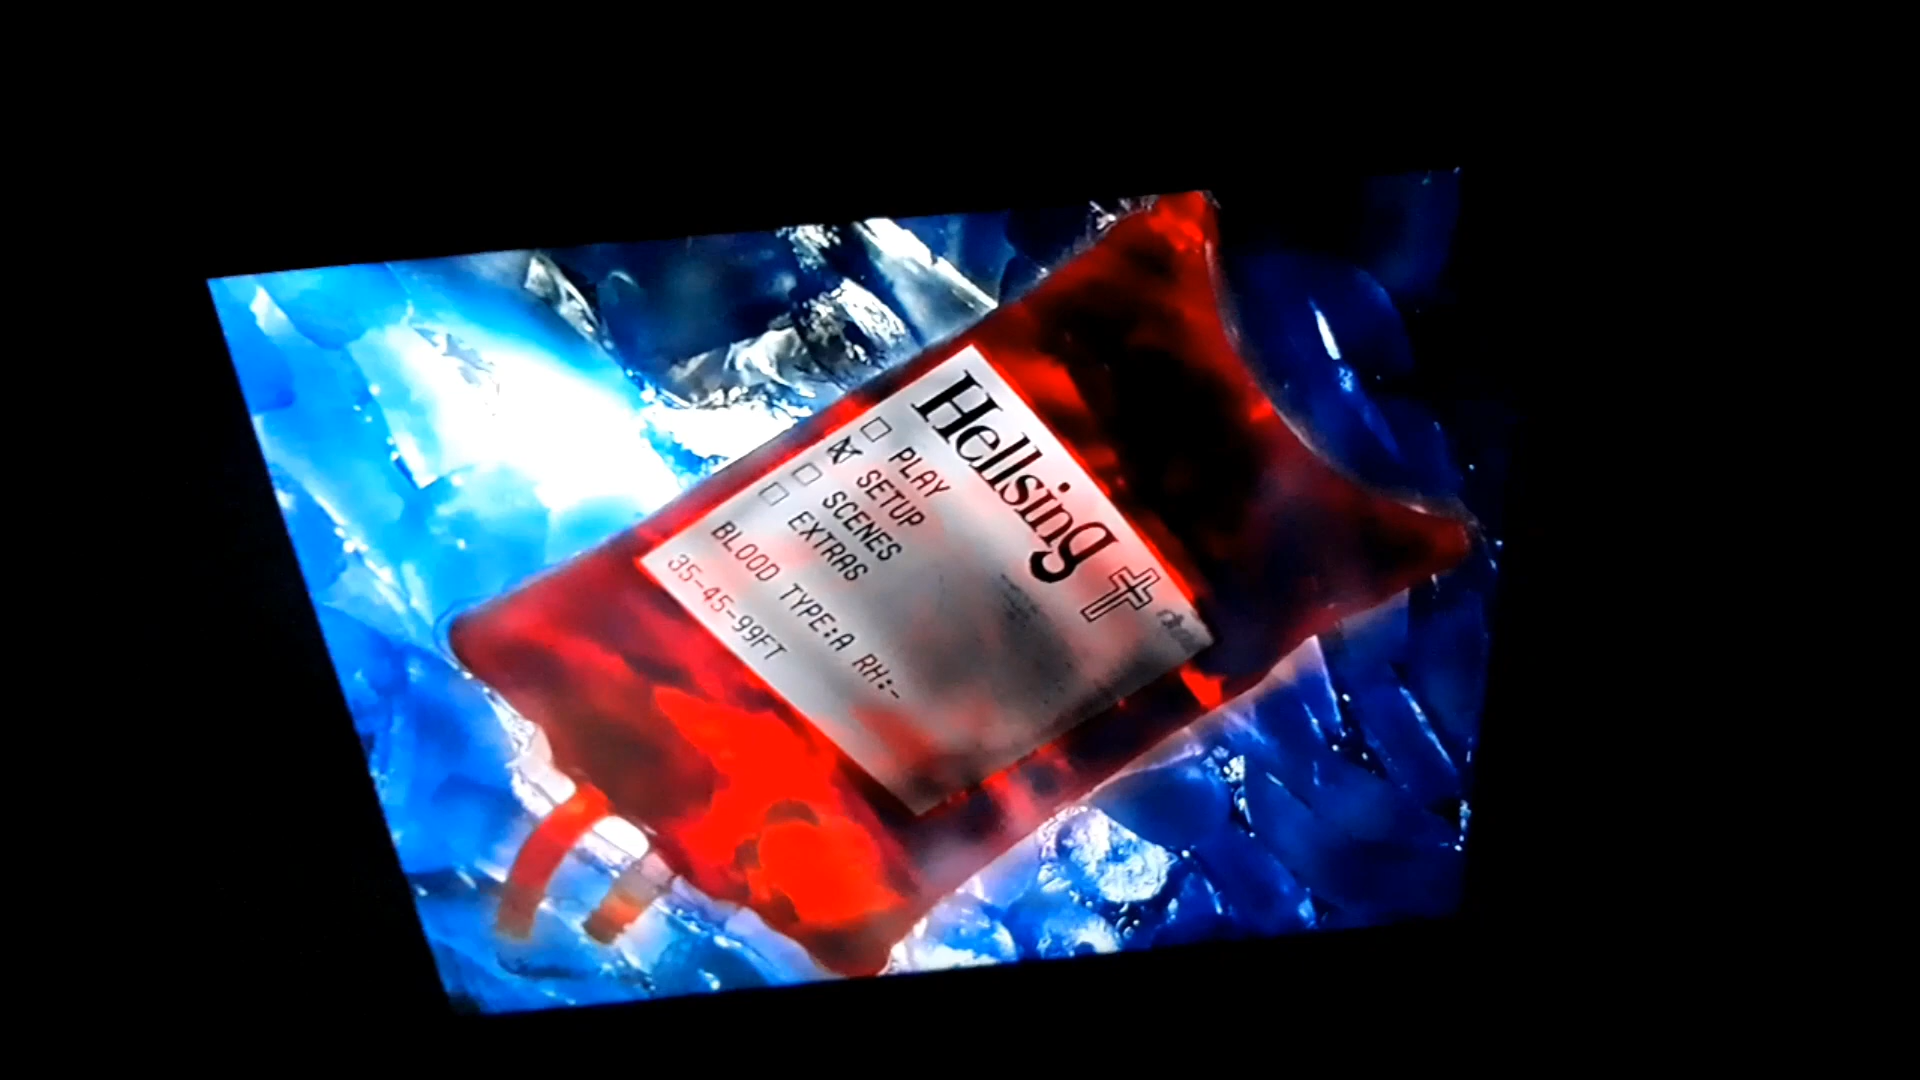 Hellsing
PLAY
SETUP
SCENES
EXTRAS
BLOOD TYPE:A RH:-
35-45-99FT